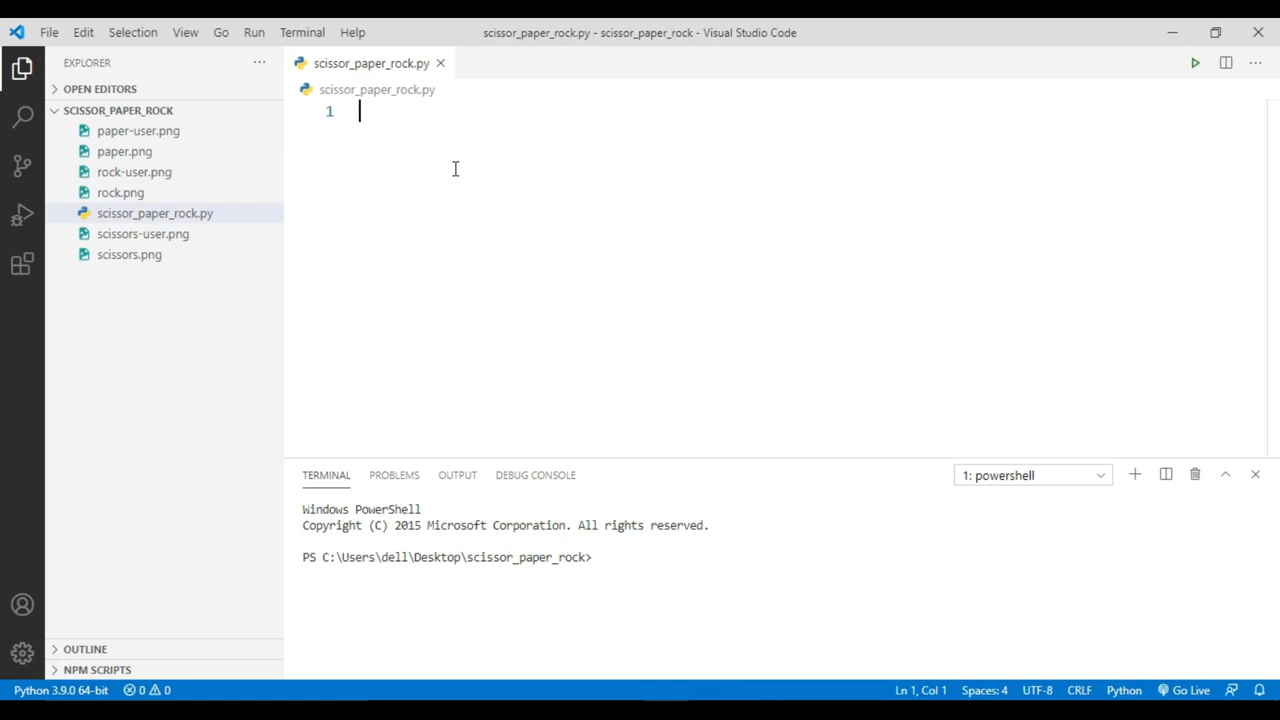 File Edit Selection View Go Run Terminal Help scissor_paper_rock.py - scissor_paper_rock - Visual Studio Code
EXPLORER
OPEN EDITORS
SCISSOR_PAPER_ROCK
paper-user.png
paper.png
rock-user.png
rock.png
scissor_paper_rock.py
scissors-user.png
scissors.png
OUTLINE
NPM SCRIPTS
scissor_paper_rock.py
scissor_paper_rock.py
1
TERMINAL PROBLEMS OUTPUT DEBUG CONSOLE 1: powershell
Windows PowerShell
Copyright (C) 2015 Microsoft Corporation. All rights reserved.
PS C:\Users\dell\Desktop\scissor_paper_rock>
Python 3.9.0 64-bit 0 0 Ln 1, Col 1 Spaces: 4 UTF-8 CRLF Python Go Live